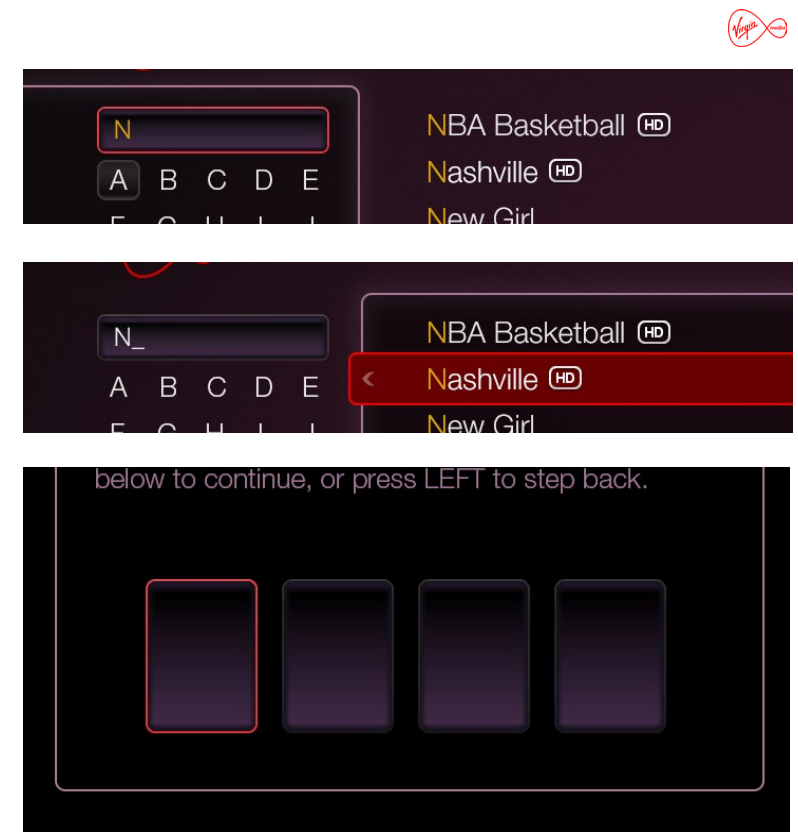 Virgin media
N
NBA Basketball HD
A B C D E
Nashville HD
F G H I J
New Girl
N_
NBA Basketball HD
A B C D E
< Nashville HD
F G H I J
New Girl
below to continue, or press LEFT to step back.